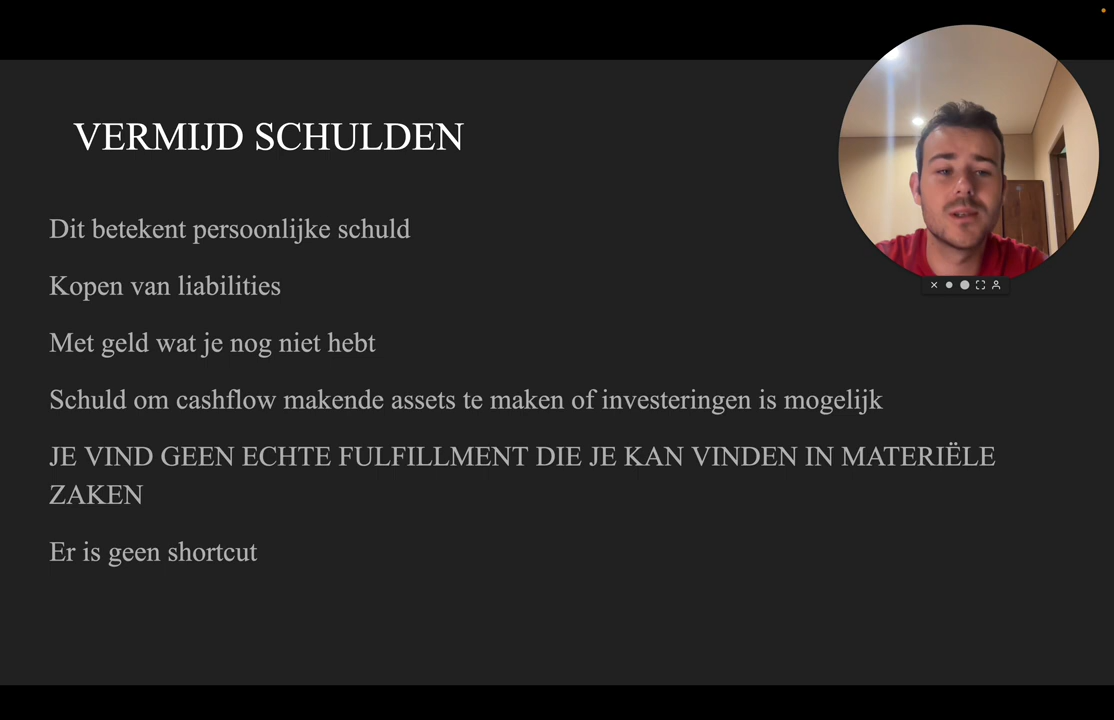 VERMIJD SCHULDEN
Dit betekent persoonlijke schuld
Kopen van liabilities
Met geld wat je nog niet hebt
Schuld om cashflow makende assets te maken of investeringen is mogelijk
JE VIND GEEN ECHTE FULFILLMENT DIE JE KAN VINDEN IN MATERIËLE
ZAKEN
Er is geen shortcut